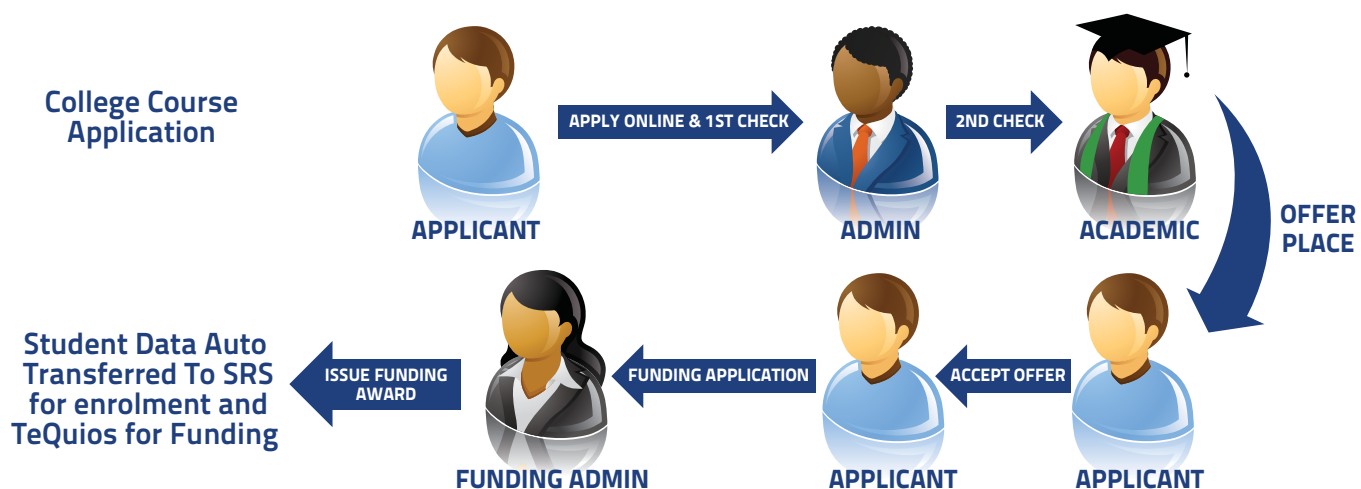 College Course
Application
APPLY ONLINE & 1ST CHECK
2ND CHECK
APPLICANT
ADMIN
ACADEMIC
OFFER
PLACE
Student Data Auto
Transferred To SRS
for enrolment and
TeQuios for Funding
ISSUE FUNDING
AWARD
FUNDING APPLICATION
ACCEPT OFFER
FUNDING ADMIN
APPLICANT
APPLICANT